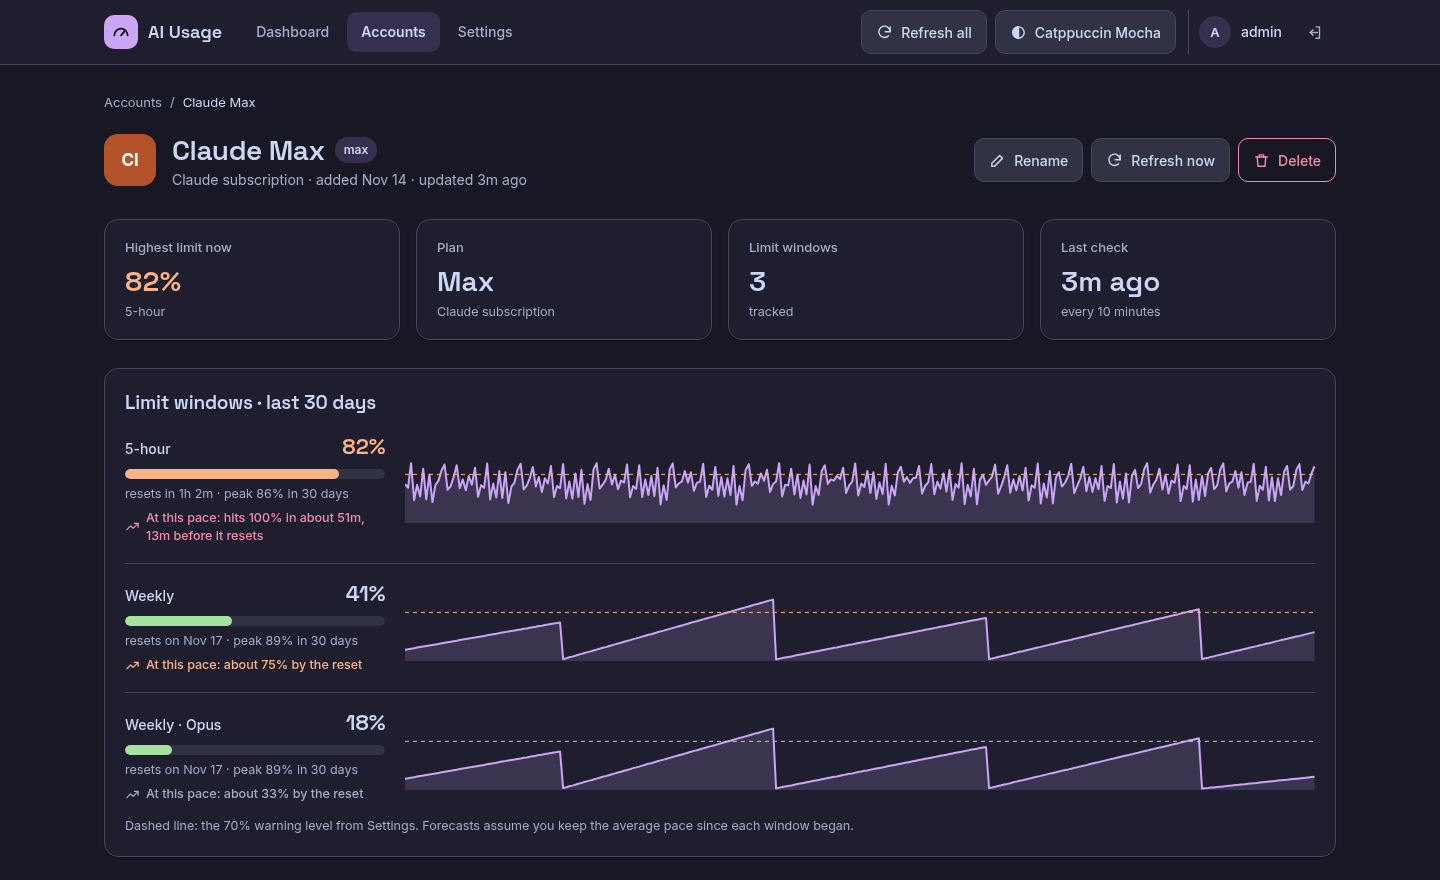 AI Usage
Dashboard
Accounts
Settings
Refresh all
Catppuccin Mocha
A
admin
Accounts / Claude Max
Cl
Claude Max
max
Claude subscription · added Nov 14 · updated 3m ago
Rename
Refresh now
Delete
Highest limit now
82%
5-hour
Plan
Max
Claude subscription
Limit windows
3
tracked
Last check
3m ago
every 10 minutes
Limit windows · last 30 days
5-hour
82%
resets in 1h 2m · peak 86% in 30 days
At this pace: hits 100% in about 51m,
13m before it resets
Weekly
41%
resets on Nov 17 · peak 89% in 30 days
At this pace: about 75% by the reset
Weekly · Opus
18%
resets on Nov 17 · peak 89% in 30 days
At this pace: about 33% by the reset
Dashed line: the 70% warning level from Settings. Forecasts assume you keep the average pace since each window began.